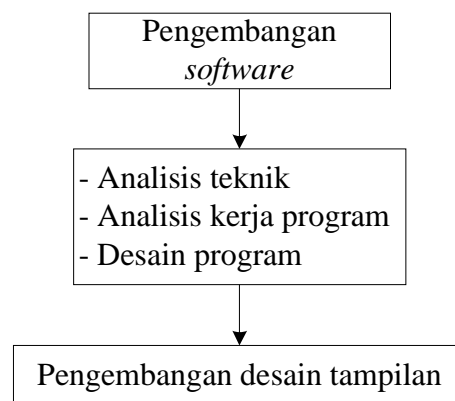 Pengembangan
software
- Analisis teknik
- Analisis kerja program
- Desain program
Pengembangan desain tampilan